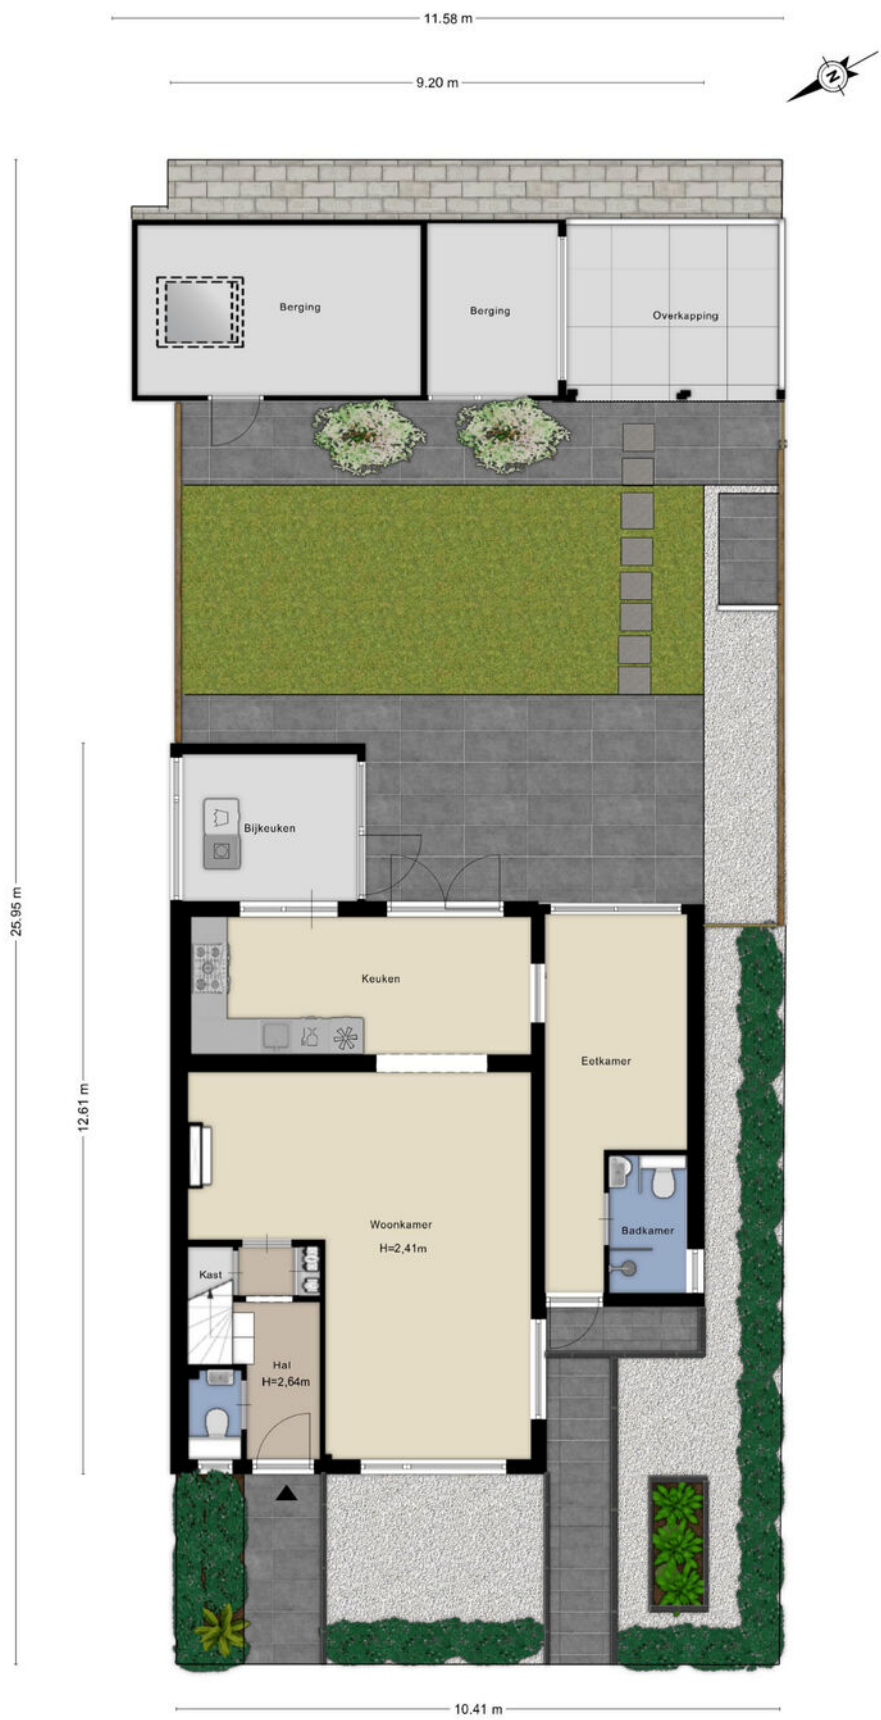 11.58 m
9.20 m
N
Berging
Berging
Overkapping
Bijkeuken
25.95 m
Keuken
Eetkamer
12.61 m
Woonkamer
H=2,41m
Badkamer
Kast
Hal
H=2,64m
10.41 m